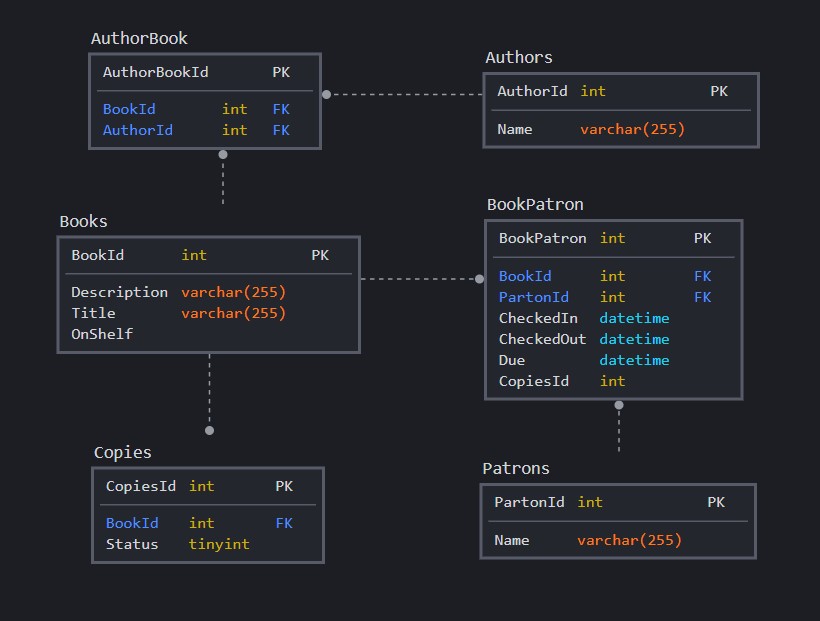 AuthorBook
AuthorBookId PK
BookId int FK
AuthorId int FK
Authors
AuthorId int PK
Name varchar(255)
Books
BookId int PK
Description varchar(255)
Title varchar(255)
OnShelf
BookPatron
BookPatron int PK
BookId int FK
PartonId int FK
CheckedIn datetime
CheckedOut datetime
Due datetime
CopiesId int
Copies
CopiesId int PK
BookId int FK
Status tinyint
Patrons
PartonId int PK
Name varchar(255)